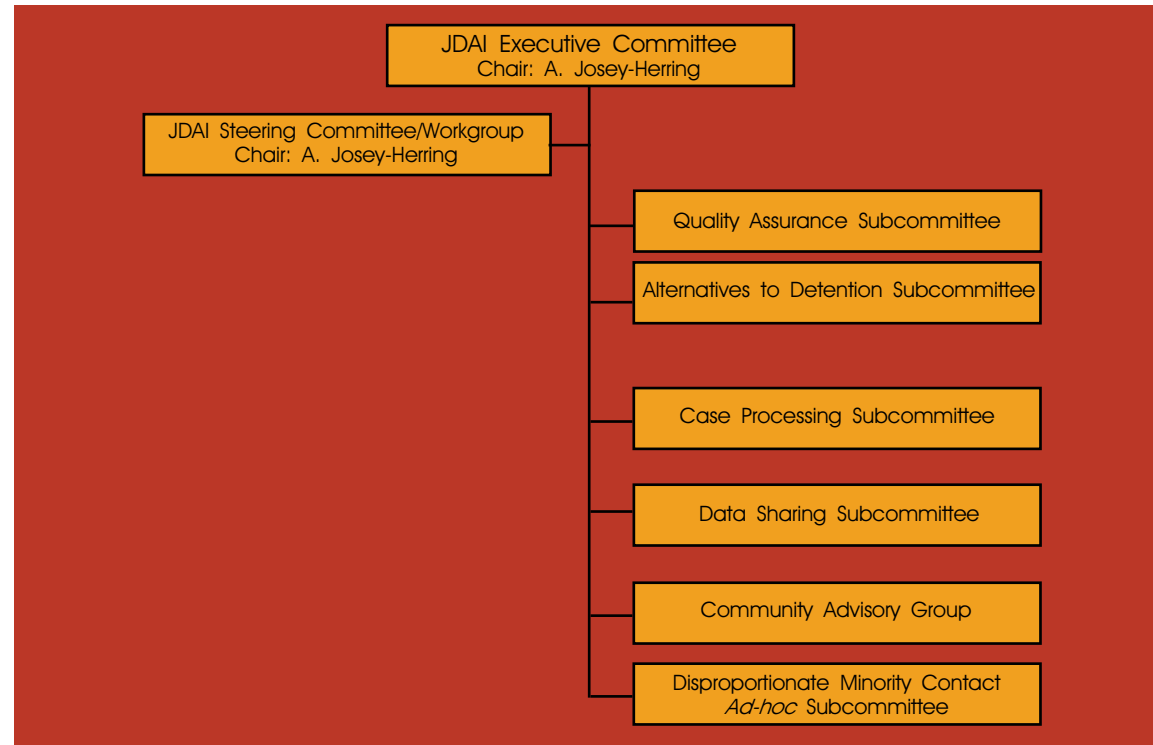 JDAI Executive Committee
Chair: A. Josey-Herring
JDAI Steering Committee/Workgroup
Chair: A. Josey-Herring
Quality Assurance Subcommittee
Alternatives to Detention Subcommittee
Case Processing Subcommittee
Data Sharing Subcommittee
Community Advisory Group
Disproportionate Minority Contact
Ad-hoc Subcommittee